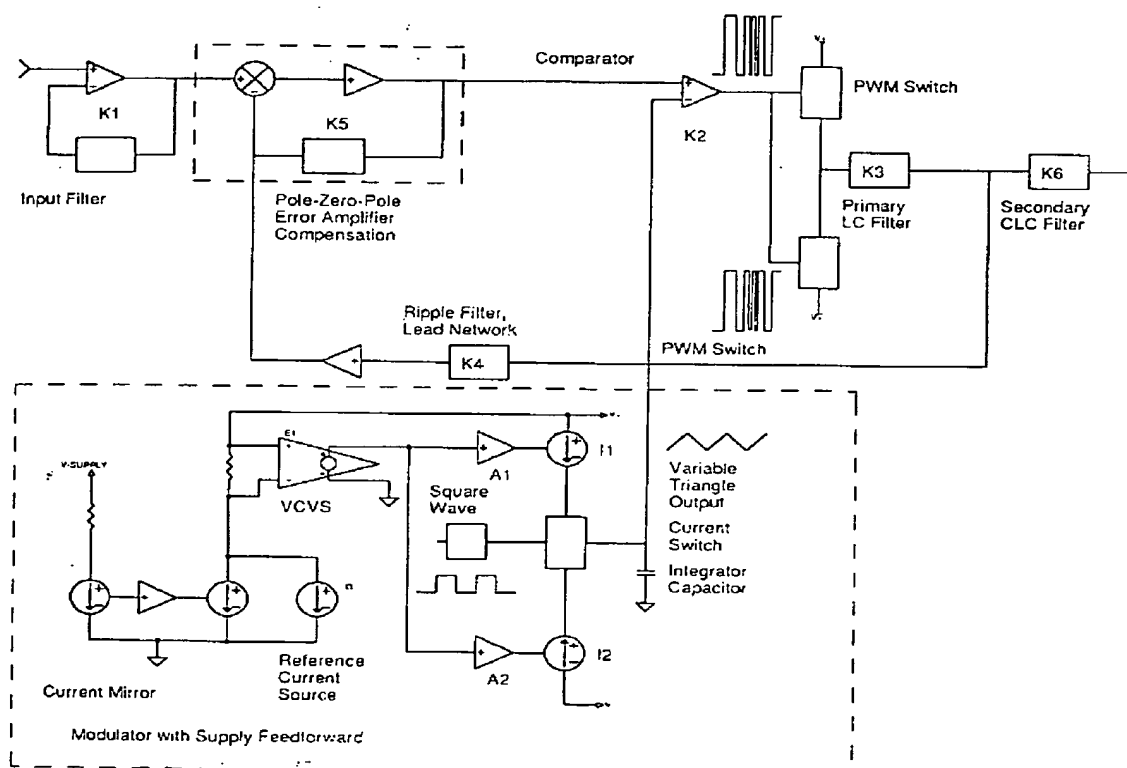 Comparator
PWM Switch
K1
K5
K2
K3
K6
Input Filter
Pole-Zero-Pole
Error Amplifier
Compensation
Primary
LC Filter
Secondary
CLC Filter
Ripple Filter,
Lead Network
K4
PWM Switch
E1
V-SUPPLY
VCVS
A1
I1
Square
Wave
Variable
Triangle
Output
Current
Switch
Integrator
Capacitor
Reference
Current
Source
A2
I2
Current Mirror
Modulator with Supply Feedforward